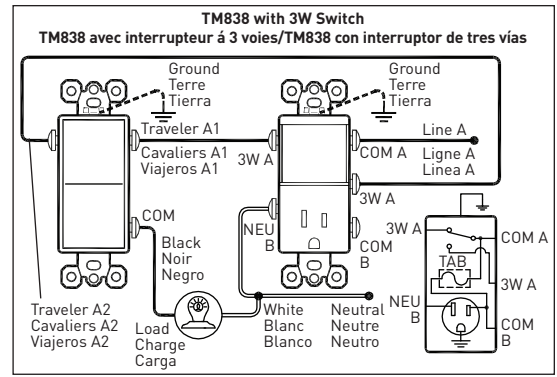 TM838 with 3W Switch
TM838 avec interrupteur á 3 voies/TM838 con interruptor de tres vías
Ground
Terre
Tierra
Ground
Terre
Tierra
Traveler A1
Cavaliers A1
Viajeros A1
3W A
COM A
Line A
Ligne A
Linea A
3W A
COM
NEU
B
COM
B
Black
Noir
Negro
Traveler A2
Cavaliers A2
Viajeros A2
Load
Charge
Carga
White
Blanc
Blanco
Neutral
Neutre
Neutro
3W A
COM A
TAB
3W A
NEU
B
COM
B